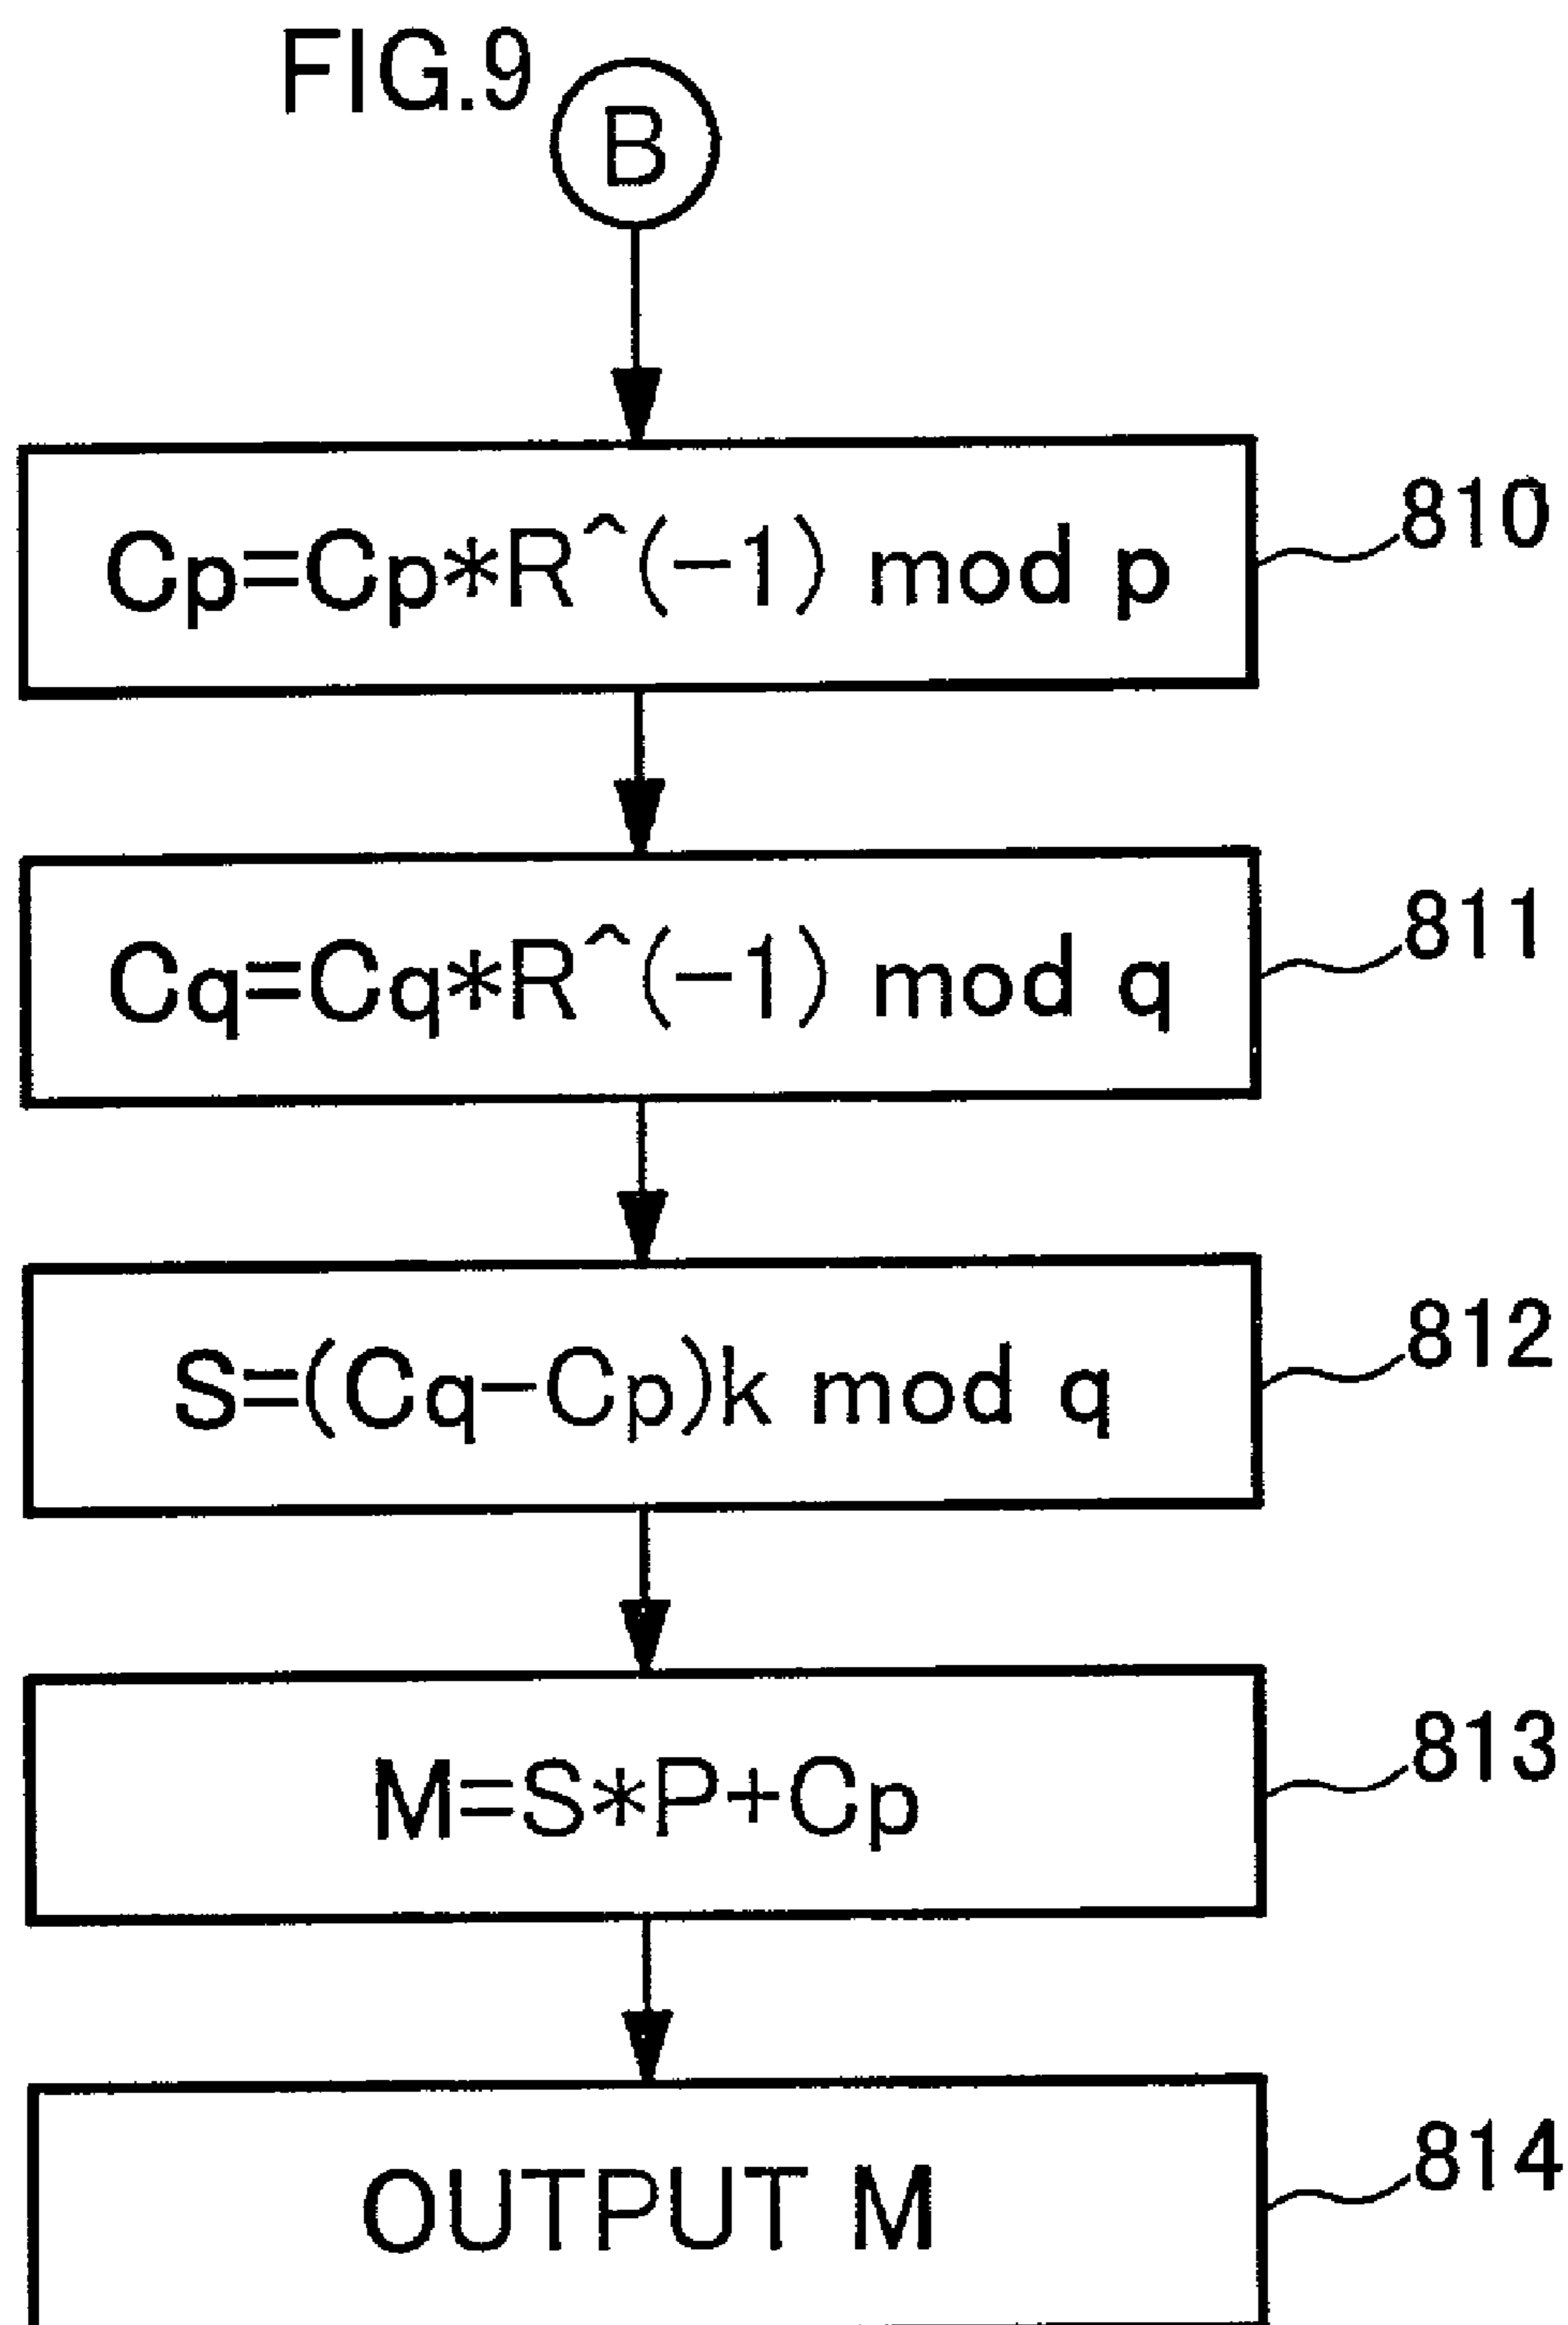 FIG.9
B
Cp=Cp*R^(-1) mod p
810
Cq=Cq*R^(-1) mod q
811
S=(Cq-Cp)k mod q
812
M=S*P+Cp
813
OUTPUT M
814